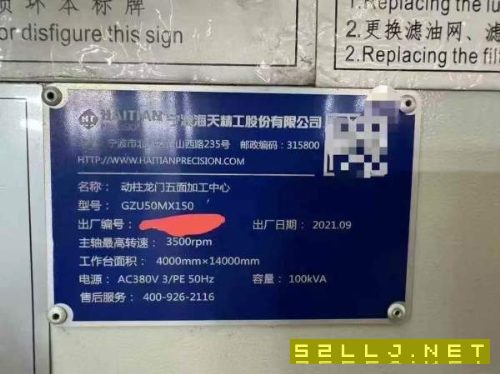 损坏本标牌
or disfigure this sign
1.Replacing the lu
2.更换滤油网、滤
2.Replacing the fil
HAITIAN 宁波海天精工股份有限公司
宁波市北 山西路235号 邮政编码:315800
HTTP://WWW.HAITIANPRECISION.COM
名称: 动柱龙门五面加工中心
型号: GZU50MX150
出厂编号: 出厂日期: 2021.09
主轴最高转速: 3500rpm
工作台面积: 4000mm×14000mm
电源: AC380V 3/PE 50Hz 容量: 100kVA
售后服务: 400-926-2116
52LLJ.NET